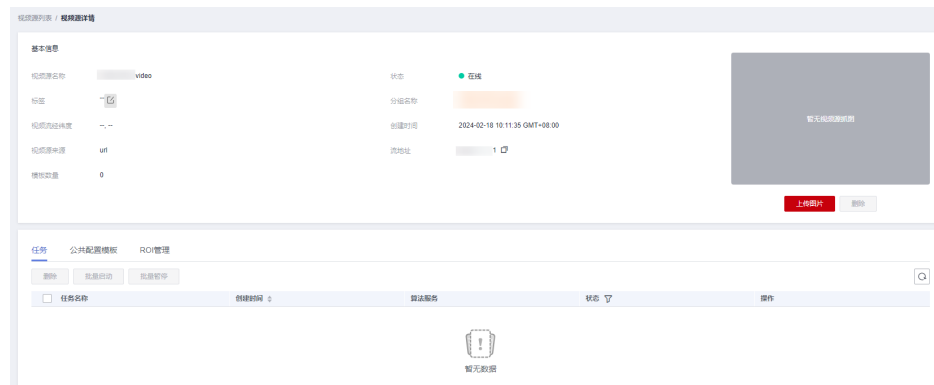 视频源列表 / 视频源详情
基本信息
视频源名称 video 状态 在线
标签 -- 分组名称
视频流经纬度 --, -- 创建时间 2024-02-18 10:11:35 GMT+08:00
视频源来源 url 流地址 1
模板数量 0
暂无视频源截图
上传图片 删除
任务 公共配置模板 ROI管理
删除 批量启动 批量暂停
任务名称 创建时间 算法服务 状态 操作
暂无数据